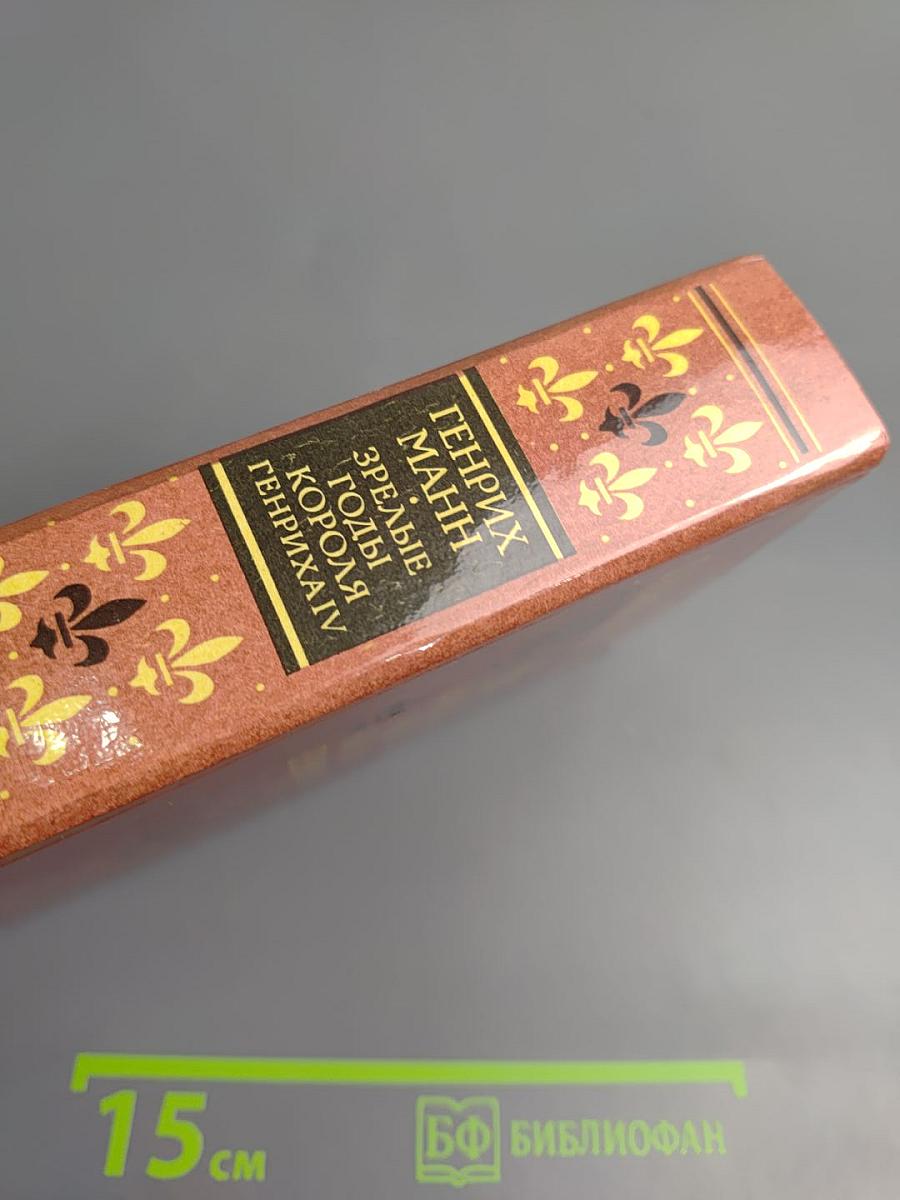 ГЕНРИХ
МАНН
ЗРЕЛЫЕ
ГОДЫ
КОРОЛЯ
ГЕНРИХА IV
15 см
БФ БИБЛИОФАН